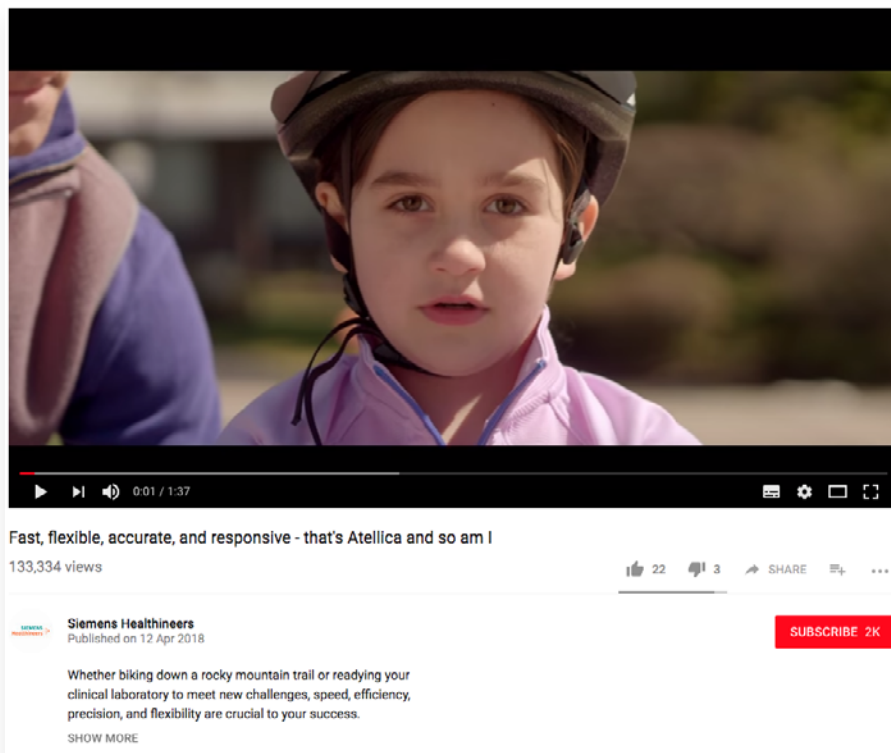 0:01 / 1:37
Fast, flexible, accurate, and responsive - that's Atellica and so am I
133,334 views
22 3 SHARE
SIEMENS
Healthineers
Siemens Healthineers
Published on 12 Apr 2018
SUBSCRIBE 2K
Whether biking down a rocky mountain trail or readying your
clinical laboratory to meet new challenges, speed, efficiency,
precision, and flexibility are crucial to your success.
SHOW MORE